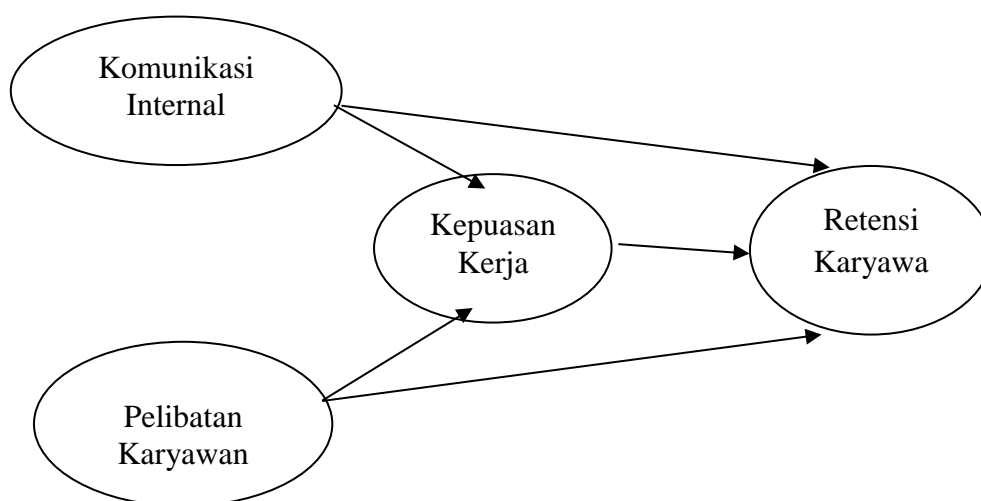 Komunikasi
Internal
Kepuasan
Kerja
Retensi
Karyawa
Pelibatan
Karyawan